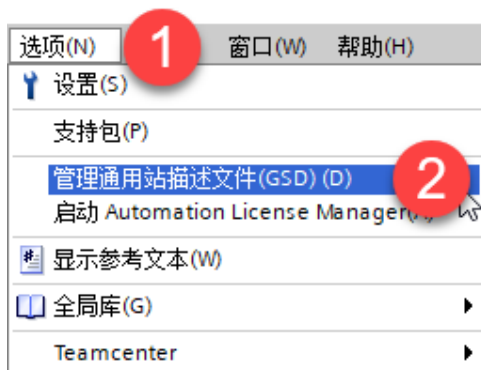 选项(N) 1 窗口(W) 帮助(H)
设置(S)
支持包(P)
管理通用站描述文件(GSD) (D) 2
启动 Automation License Manager(
显示参考文本(W)
全局库(G)
Teamcenter